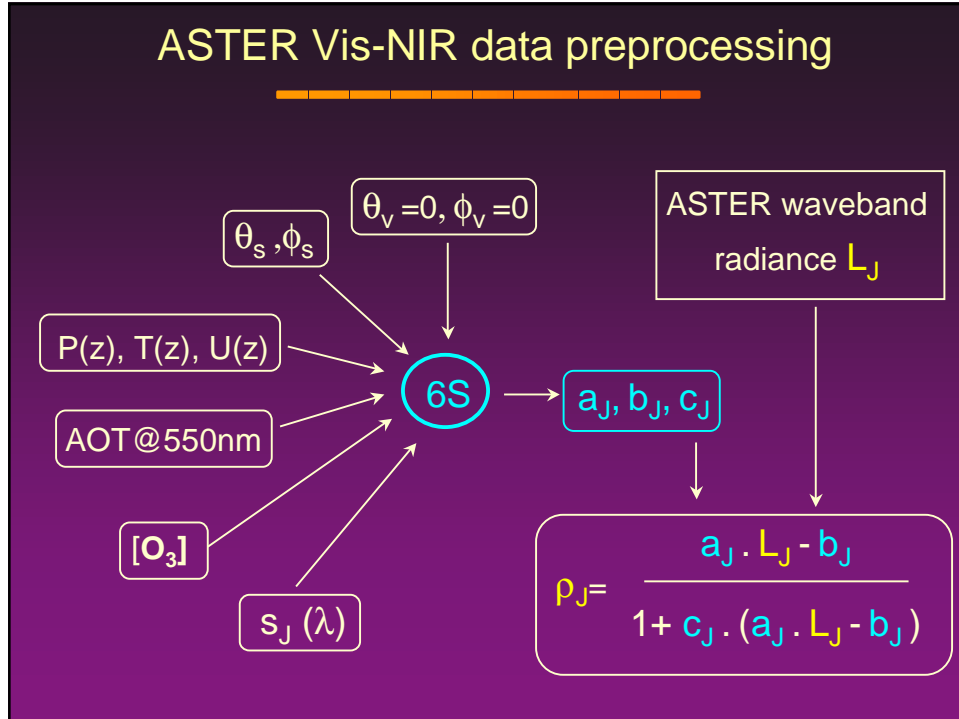 ASTER Vis-NIR data preprocessing
θv =0, ϕv =0
θs ,ϕs
ASTER waveband
radiance LJ
P(z), T(z), U(z)
6S
aJ, bJ, cJ
AOT@550nm
[O3]
sJ (λ)
ρJ=
aJ . LJ - bJ
1+ cJ . (aJ . LJ - bJ )